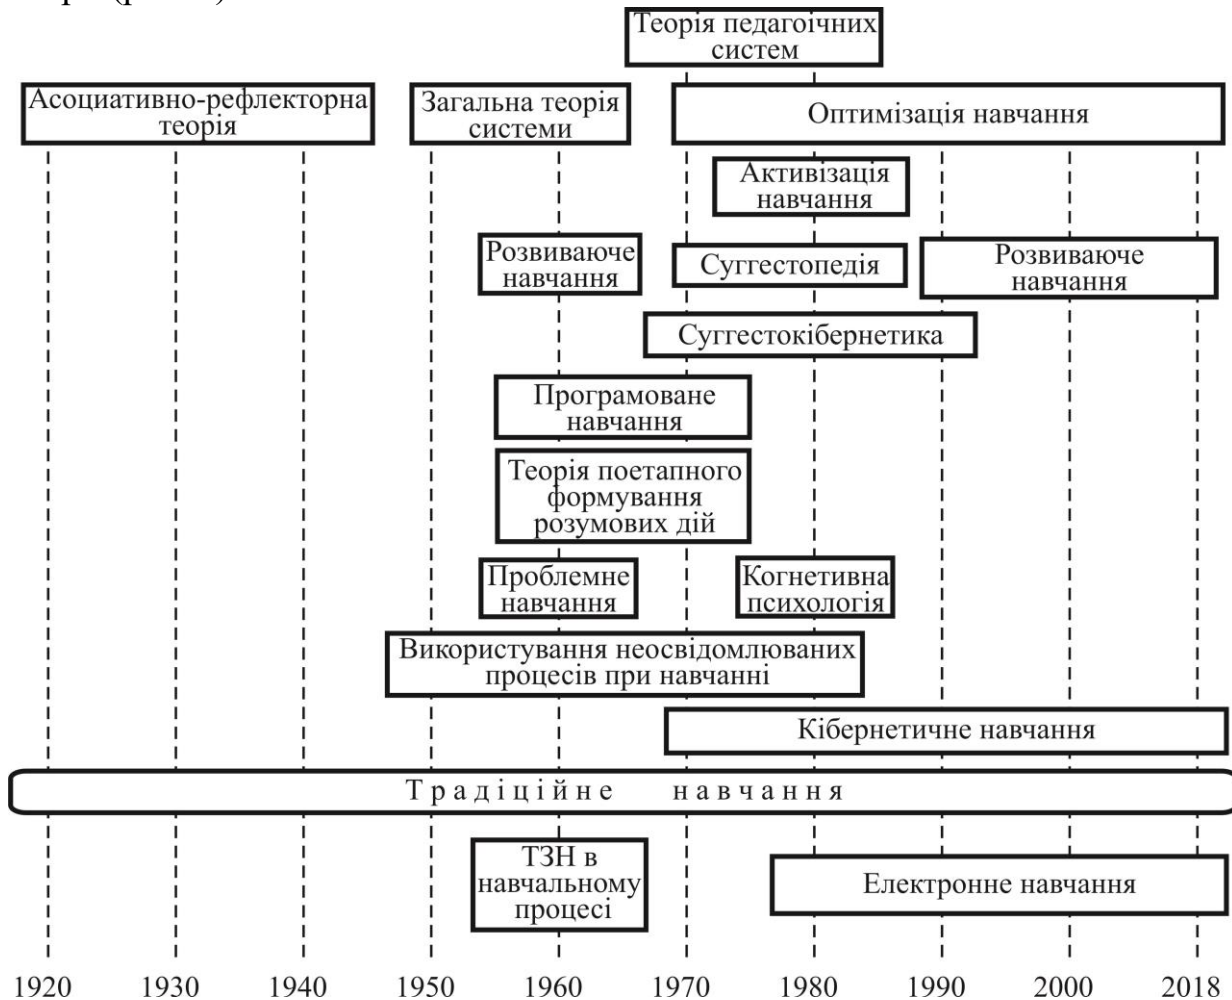 Теорія педагоічних
систем
Асоциативно-рефлекторна
теорія
Загальна теорія
системи
Оптимізація навчання
Активізація
навчання
Розвиваюче
навчання
Суггестопедія
Розвиваюче
навчання
Суггестокібернетика
Програмоване
навчання
Теорія поетапного
формування
розумових дій
Проблемне
навчання
Когнетивна
психологія
Використування неосвідомлюваних
процесів при навчанні
Кібернетичне навчання
Традіційне навчання
ТЗН в
навчальному
процесі
Електронне навчання
1920 1930 1940 1950 1960 1970 1980 1990 2000 2018